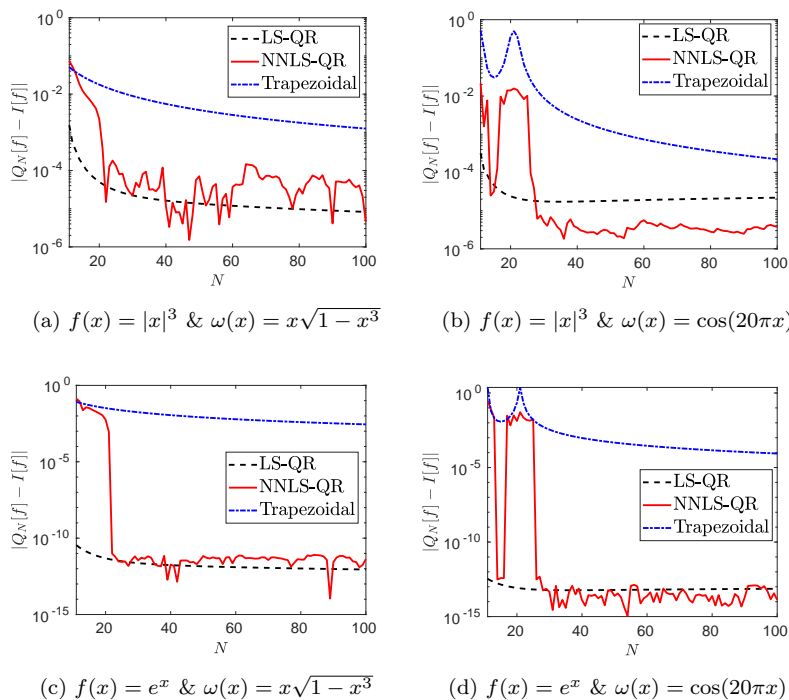 LS-QR
NNLS-QR
Trapezoidal
|Q_N[f] − I[f]|
10^0
10^-2
10^-4
10^-6
20 40 60 80 100
N
(a) f(x) = |x|^3 & ω(x) = x√(1 − x^3)
LS-QR
NNLS-QR
Trapezoidal
|Q_N[f] − I[f]|
10^0
10^-2
10^-4
10^-6
20 40 60 80 100
N
(b) f(x) = |x|^3 & ω(x) = cos(20πx)
LS-QR
NNLS-QR
Trapezoidal
|Q_N[f] − I[f]|
10^0
10^-5
10^-10
10^-15
20 40 60 80 100
N
(c) f(x) = e^x & ω(x) = x√(1 − x^3)
LS-QR
NNLS-QR
Trapezoidal
|Q_N[f] − I[f]|
10^0
10^-5
10^-10
10^-15
20 40 60 80 100
N
(d) f(x) = e^x & ω(x) = cos(20πx)